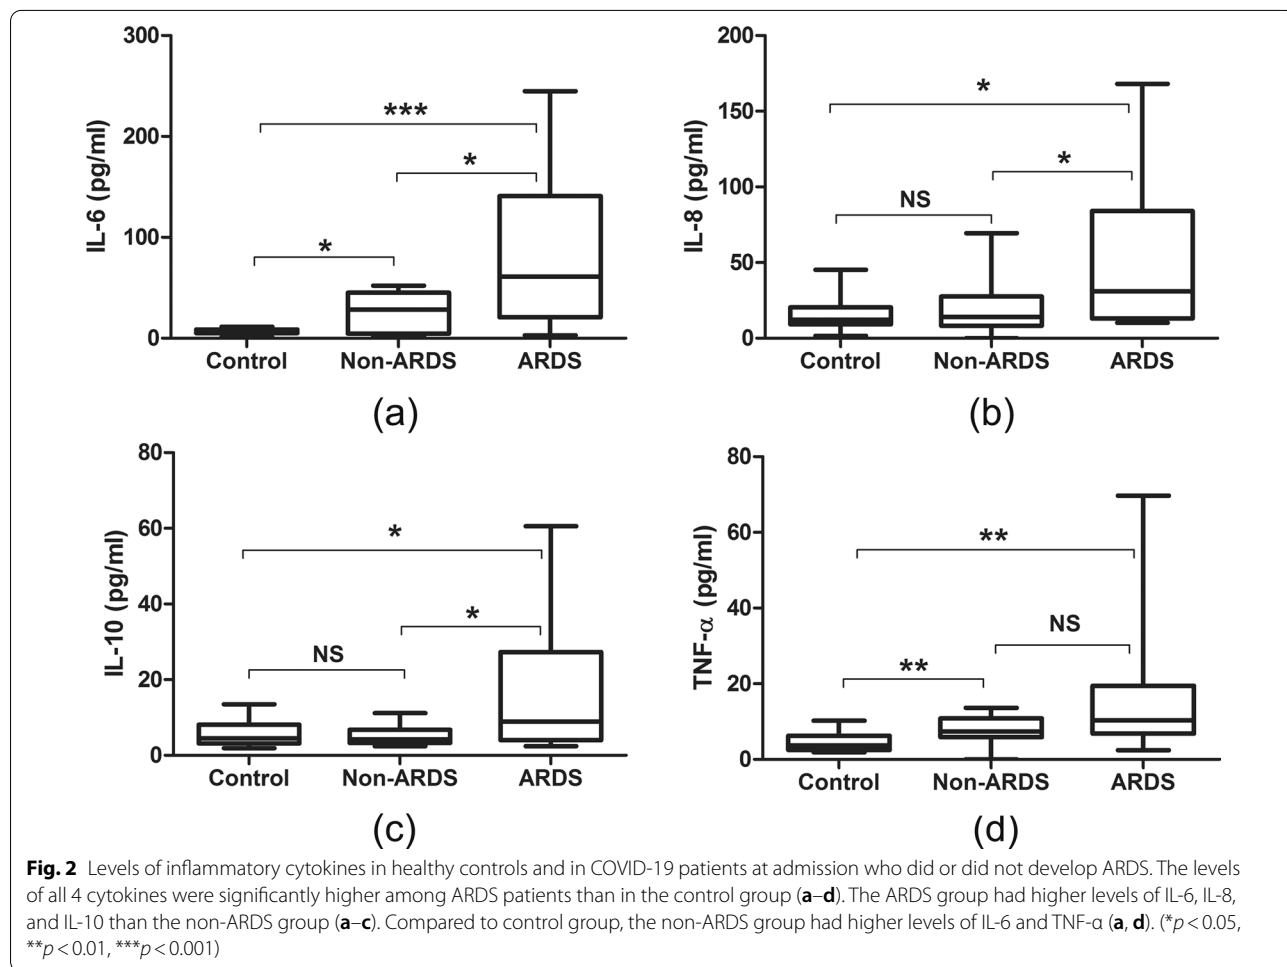 300
200
100
0
IL-6 (pg/ml)
***
*
*
Control Non-ARDS ARDS
(a)
200
150
100
50
0
IL-8 (pg/ml)
*
*
NS
Control Non-ARDS ARDS
(b)
80
60
40
20
0
IL-10 (pg/ml)
*
*
NS
Control Non-ARDS ARDS
(c)
80
60
40
20
0
TNF-α (pg/ml)
**
NS
**
Control Non-ARDS ARDS
(d)
Fig. 2 Levels of inflammatory cytokines in healthy controls and in COVID-19 patients at admission who did or did not develop ARDS. The levels
of all 4 cytokines were significantly higher among ARDS patients than in the control group (a–d). The ARDS group had higher levels of IL-6, IL-8,
and IL-10 than the non-ARDS group (a–c). Compared to control group, the non-ARDS group had higher levels of IL-6 and TNF-α (a, d). (*p < 0.05,
**p < 0.01, ***p < 0.001)